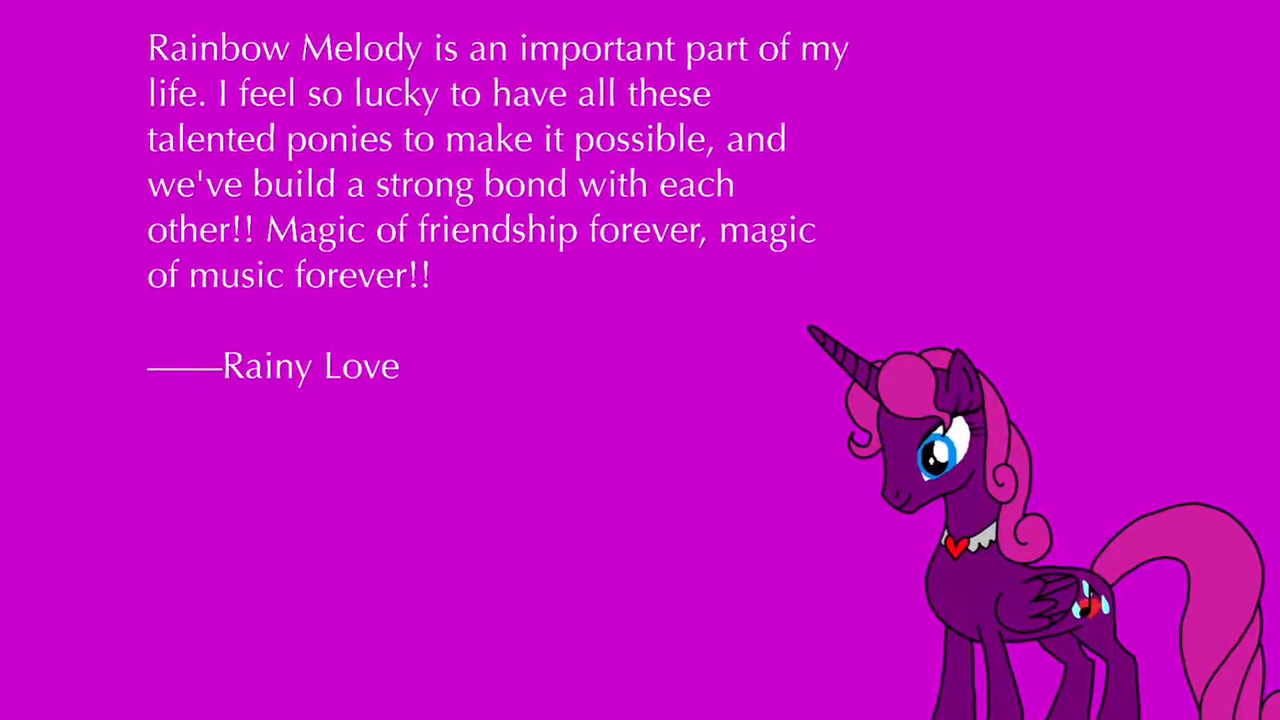 Rainbow Melody is an important part of my
life. I feel so lucky to have all these
talented ponies to make it possible, and
we've build a strong bond with each
other!! Magic of friendship forever, magic
of music forever!!
——Rainy Love